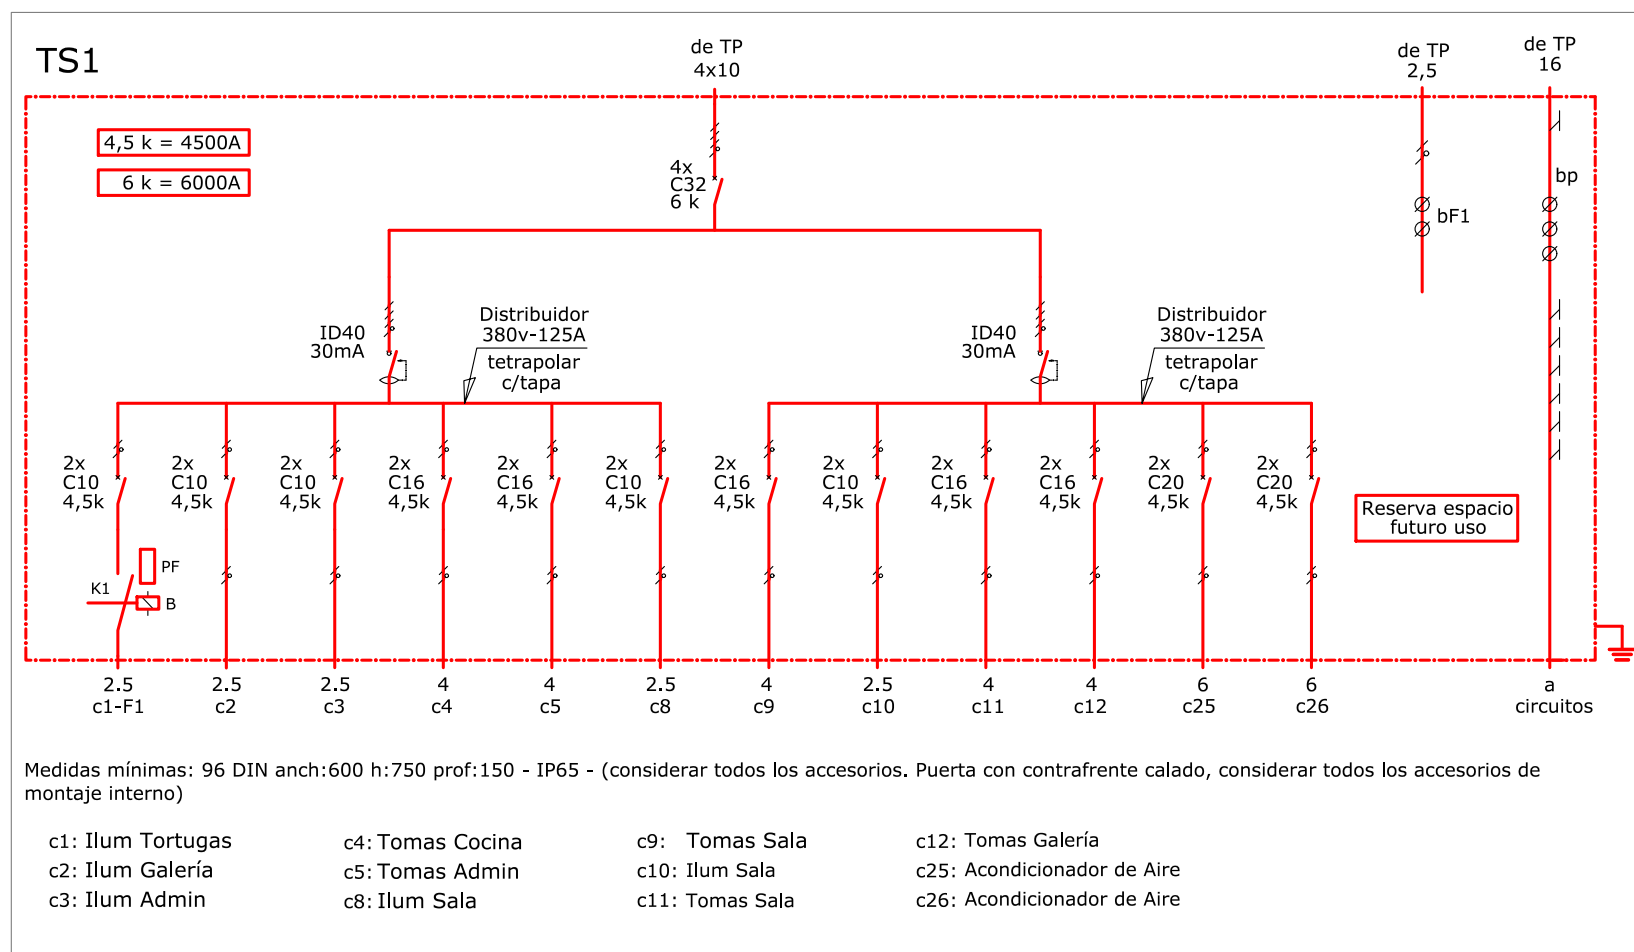 TS1
de TP
4x10
de TP
2,5
de TP
16
4,5 k = 4500A
6 k = 6000A
4x
C32
6 k
bp
bF1
ID40
30mA
Distribuidor
380v-125A
tetrapolar
c/tapa
ID40
30mA
Distribuidor
380v-125A
tetrapolar
c/tapa
2x
C10
4,5k
2x
C10
4,5k
2x
C10
4,5k
2x
C16
4,5k
2x
C16
4,5k
2x
C10
4,5k
2x
C16
4,5k
2x
C10
4,5k
2x
C16
4,5k
2x
C16
4,5k
2x
C20
4,5k
2x
C20
4,5k
Reserva espacio
futuro uso
PF
K1
B
2.5
c1-F1
2.5
c2
2.5
c3
4
c4
4
c5
2.5
c8
4
c9
2.5
c10
4
c11
4
c12
6
c25
6
c26
a
circuitos
Medidas mínimas: 96 DIN anch:600 h:750 prof:150 - IP65 - (considerar todos los accesorios. Puerta con contrafrente calado, considerar todos los accesorios de
montaje interno)
c1: Ilum Tortugas
c2: Ilum Galería
c3: Ilum Admin
c4: Tomas Cocina
c5: Tomas Admin
c8: Ilum Sala
c9: Tomas Sala
c10: Ilum Sala
c11: Tomas Sala
c12: Tomas Galería
c25: Acondicionador de Aire
c26: Acondicionador de Aire